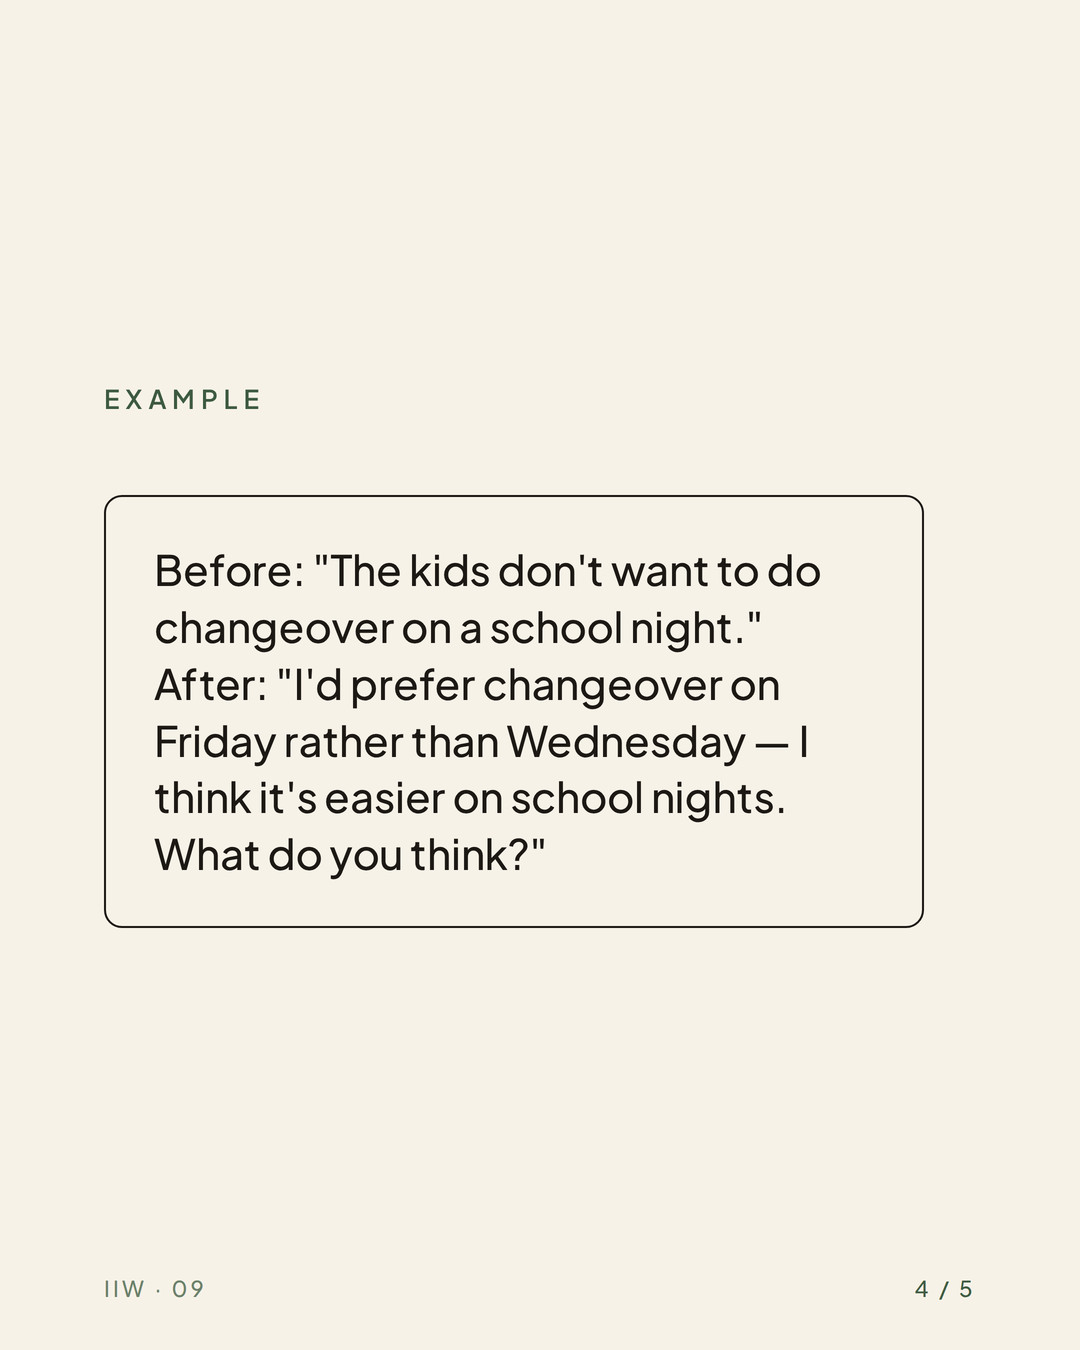 EXAMPLE
Before: "The kids don't want to do
changeover on a school night."
After: "I'd prefer changeover on
Friday rather than Wednesday — I
think it's easier on school nights.
What do you think?"
IIW · 09
4 / 5